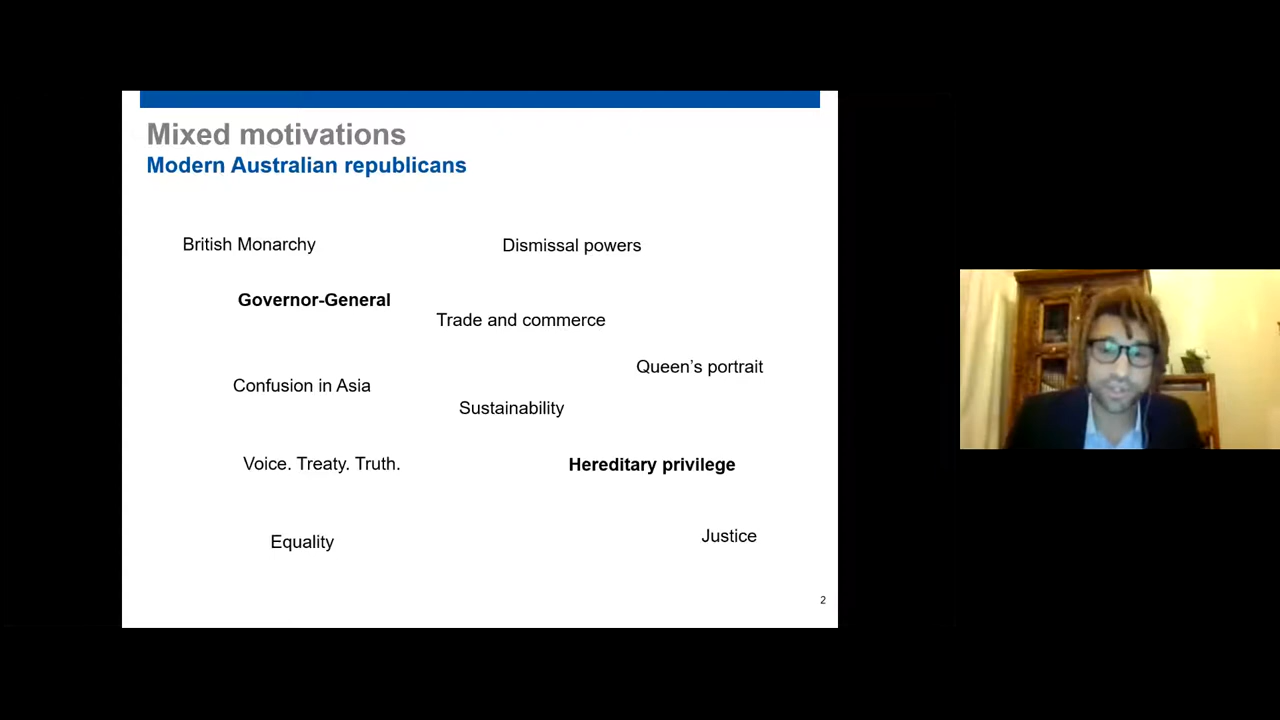 Mixed motivations
Modern Australian republicans
British Monarchy
Dismissal powers
Governor-General
Trade and commerce
Queen’s portrait
Confusion in Asia
Sustainability
Voice. Treaty. Truth.
Hereditary privilege
Equality
Justice
2